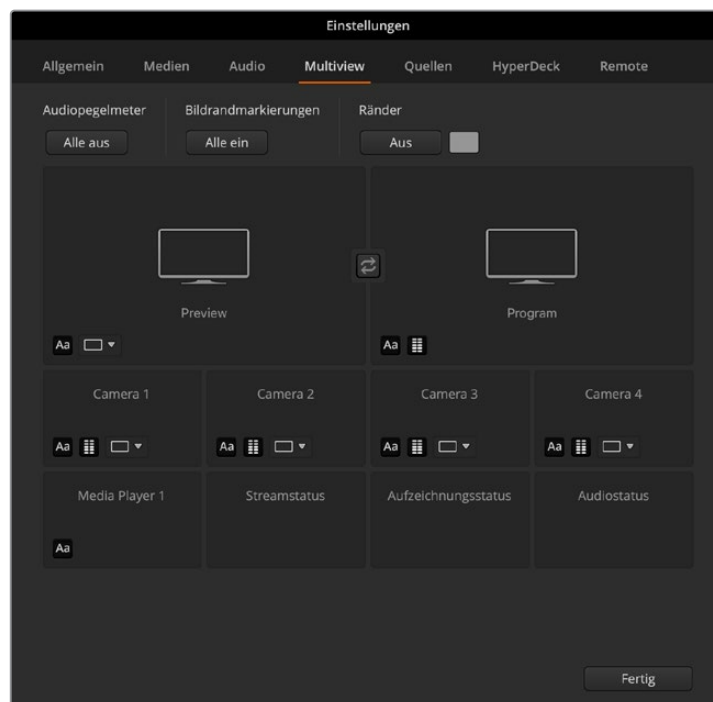 Einstellungen
Allgemein Medien Audio Multiview Quellen HyperDeck Remote
Audiopegelmeter Bildrandmarkierungen Ränder
Alle aus Alle ein Aus
Preview Program
Aa Aa
Camera 1 Camera 2 Camera 3 Camera 4
Aa Aa Aa Aa
Media Player 1 Streamstatus Aufzeichnungsstatus Audiostatus
Aa
Fertig